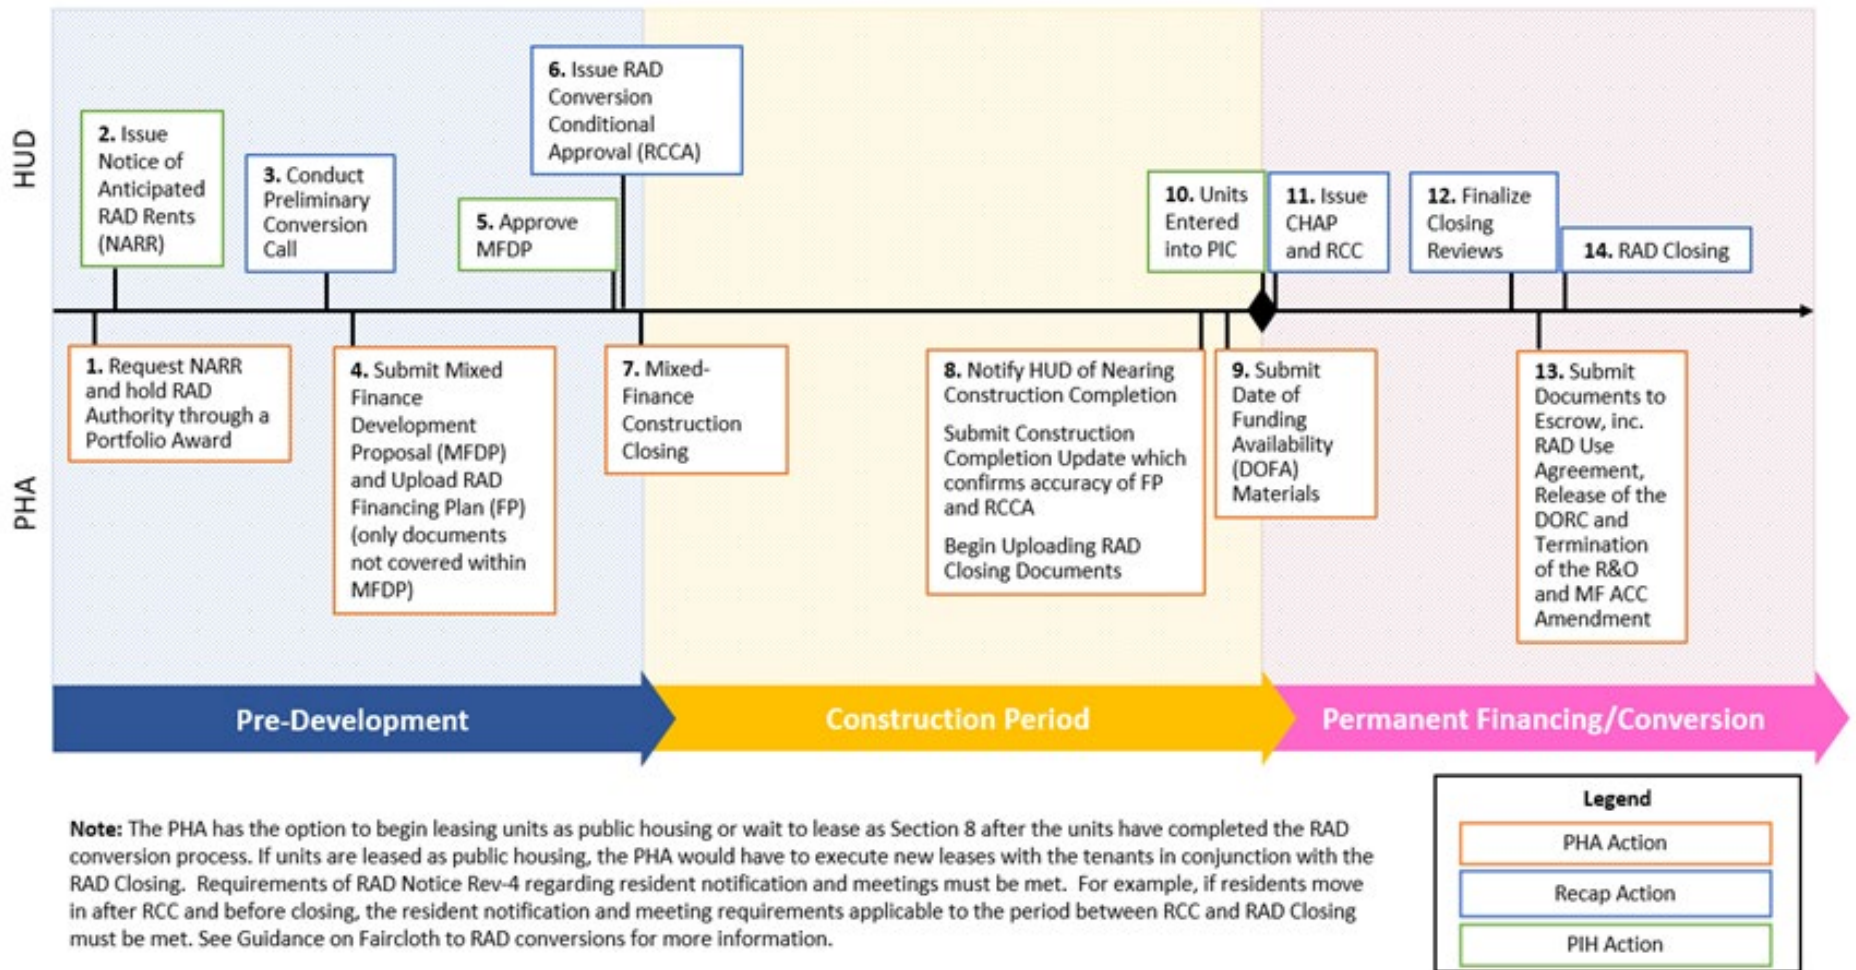 HUD
PHA
1. Request NARR
and hold RAD
Authority through a
Portfolio Award
2. Issue
Notice of
Anticipated
RAD Rents
(NARR)
3. Conduct
Preliminary
Conversion
Call
4. Submit Mixed
Finance
Development
Proposal (MFDP)
and Upload RAD
Financing Plan (FP)
(only documents
not covered within
MFDP)
5. Approve
MFDP
6. Issue RAD
Conversion
Conditional
Approval (RCCA)
7. Mixed-
Finance
Construction
Closing
8. Notify HUD of Nearing
Construction Completion
Submit Construction
Completion Update which
confirms accuracy of FP
and RCCA
Begin Uploading RAD
Closing Documents
9. Submit
Date of
Funding
Availability
(DOFA)
Materials
10. Units
Entered
into PIC
11. Issue
CHAP
and RCC
12. Finalize
Closing
Reviews
13. Submit
Documents to
Escrow, inc.
RAD Use
Agreement,
Release of the
DORC and
Termination
of the R&O
and MF ACC
Amendment
14. RAD Closing
Pre-Development
Construction Period
Permanent Financing/Conversion
Note: The PHA has the option to begin leasing units as public housing or wait to lease as Section 8 after the units have completed the RAD
conversion process. If units are leased as public housing, the PHA would have to execute new leases with the tenants in conjunction with the
RAD Closing. Requirements of RAD Notice Rev-4 regarding resident notification and meetings must be met. For example, if residents move
in after RCC and before closing, the resident notification and meeting requirements applicable to the period between RCC and RAD Closing
must be met. See Guidance on Faircloth to RAD conversions for more information.
Legend
PHA Action
Recap Action
PIH Action